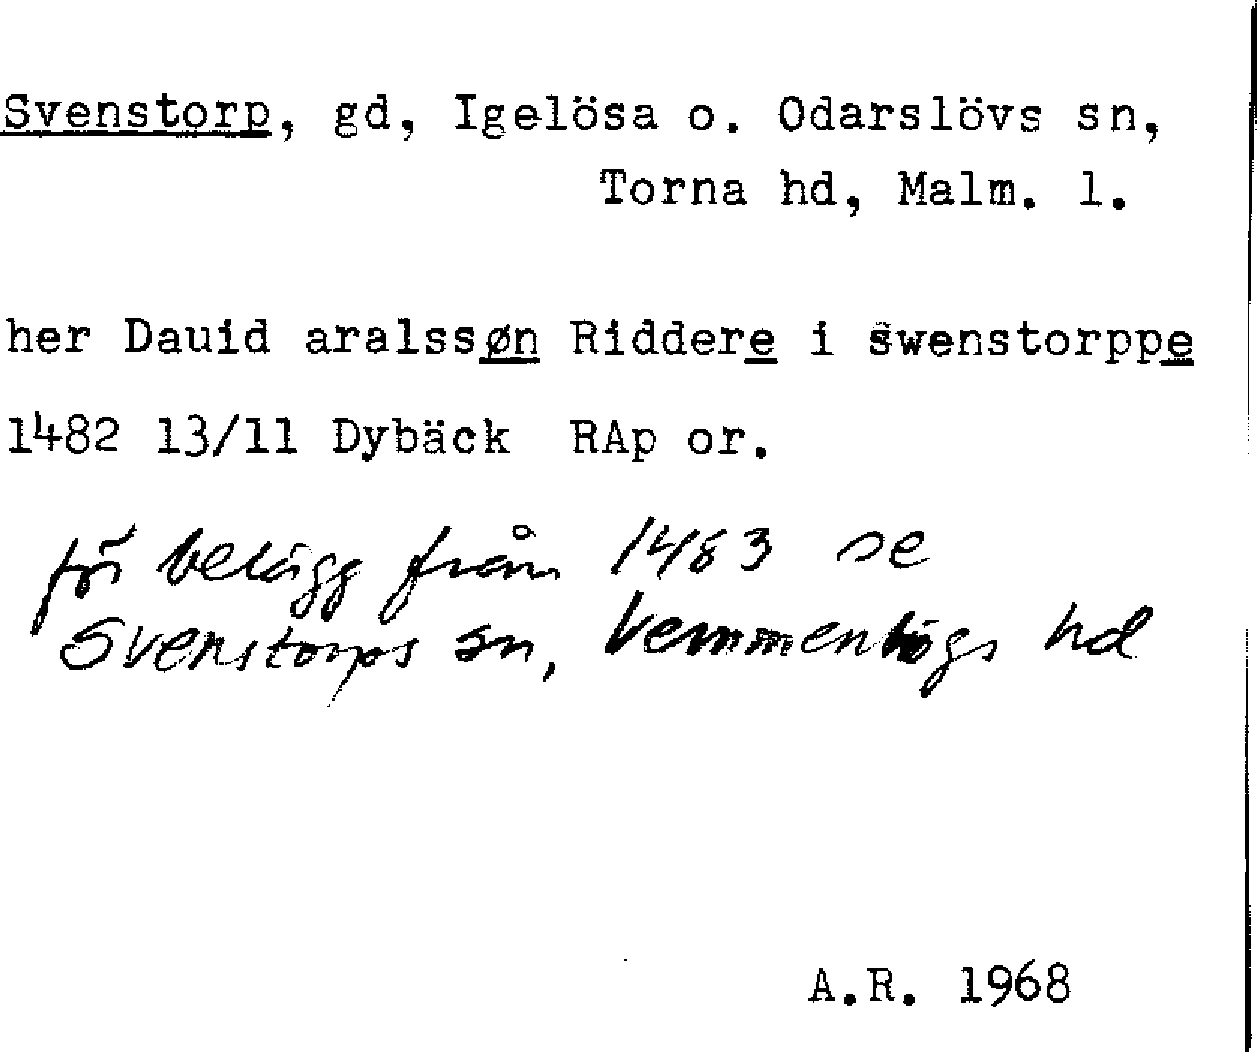 Svenstorp, gd, Igelösa o. Odarslövs sn,
Torna hd, Malm. l.
her Dauid aralssøn Riddere i swenstorppe
1482 13/11 Dybäck RAp or.
för belägg från 1483 se
Svenstorps sn, Vemmenhögs hd
A.R. 1968